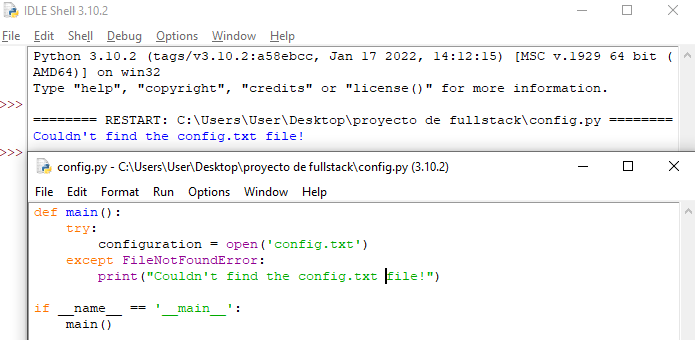 IDLE Shell 3.10.2
File Edit Shell Debug Options Window Help
Python 3.10.2 (tags/v3.10.2:a58ebcc, Jan 17 2022, 14:12:15) [MSC v.1929 64 bit (
AMD64)] on win32
Type "help", "copyright", "credits" or "license()" for more information.
>>>
======== RESTART: C:\Users\User\Desktop\proyecto de fullstack\config.py ========
Couldn't find the config.txt file!
>>>
config.py - C:\Users\User\Desktop\proyecto de fullstack\config.py (3.10.2)
File Edit Format Run Options Window Help
def main():
    try:
        configuration = open('config.txt')
    except FileNotFoundError:
        print("Couldn't find the config.txt file!")
if __name__ == '__main__':
    main()